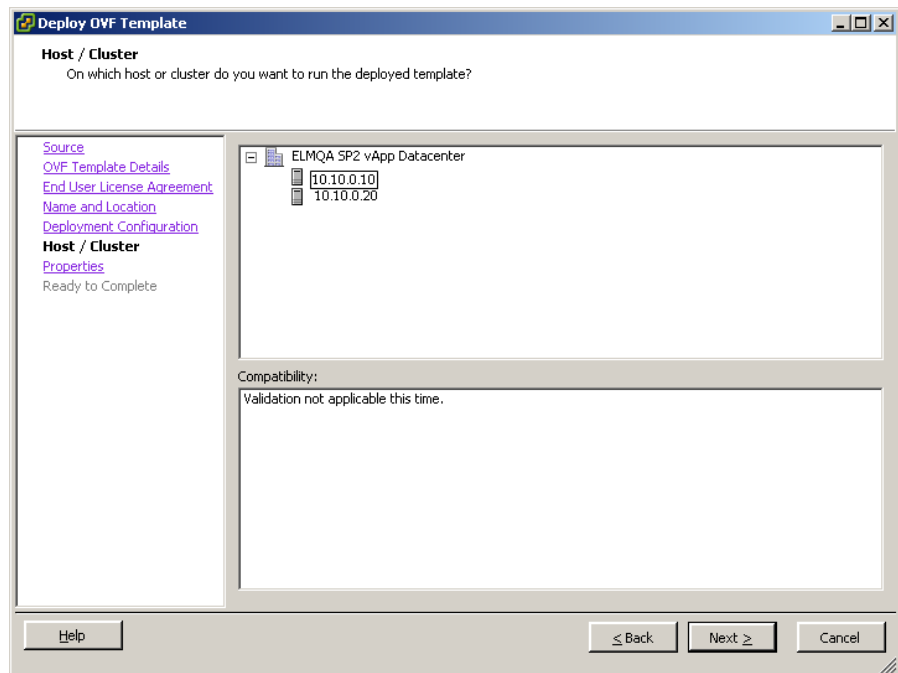 Deploy OVF Template
Host / Cluster
On which host or cluster do you want to run the deployed template?
Source
OVF Template Details
End User License Agreement
Name and Location
Deployment Configuration
Host / Cluster
Properties
Ready to Complete
ELMQA SP2 vApp Datacenter
10.10.0.10
10.10.0.20
Compatibility:
Validation not applicable this time.
Help
≤ Back
Next ≥
Cancel